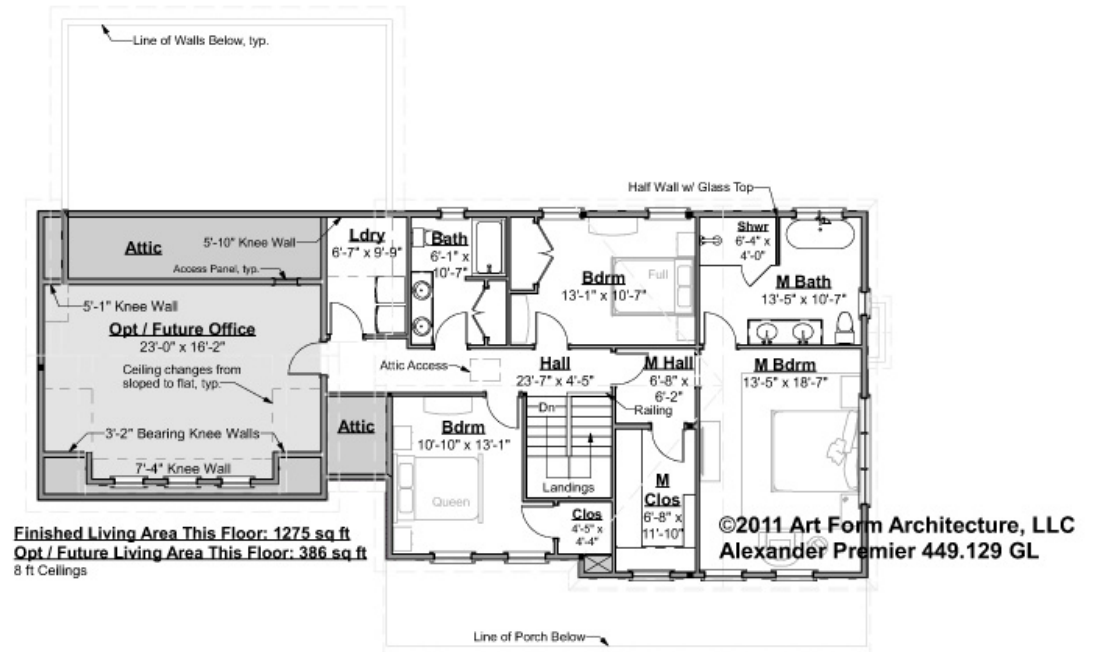 Line of Walls Below, typ.
Half Wall w/ Glass Top
Attic
5'-10" Knee Wall
Access Panel, typ.
Ldry
6'-7" x 9'-9"
Bath
6'-1" x
10'-7"
Bdrm
13'-1" x 10'-7"
Full
Shwr
6'-4" x
4'-0"
M Bath
13'-5" x 10'-7"
5'-1" Knee Wall
Opt / Future Office
23'-0" x 16'-2"
Ceiling changes from
sloped to flat, typ.
Attic Access
Hall
23'-7" x 4'-5"
M Hall
6'-8" x
6'-2"
M Bdrm
13'-5" x 18'-7"
Dn
Railing
3'-2" Bearing Knee Walls
Attic
Bdrm
10'-10" x 13'-1"
7'-4" Knee Wall
Queen
Landings
M
Clos
6'-8" x
11'-10"
Clos
4'-5" x
4'-4"
©2011 Art Form Architecture, LLC
Alexander Premier 449.129 GL
Finished Living Area This Floor: 1275 sq ft
Opt / Future Living Area This Floor: 386 sq ft
8 ft Ceilings
Line of Porch Below